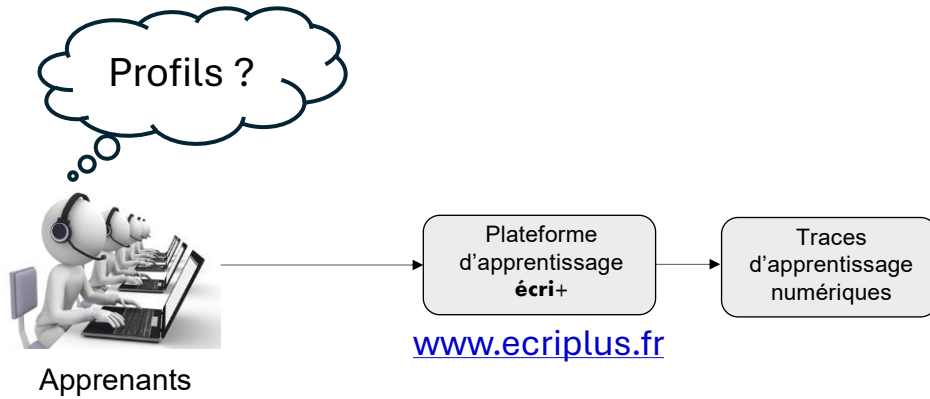 Profils ?
Plateforme
d'apprentissage
écri+
Traces
d'apprentissage
numériques
www.ecriplus.fr
Apprenants